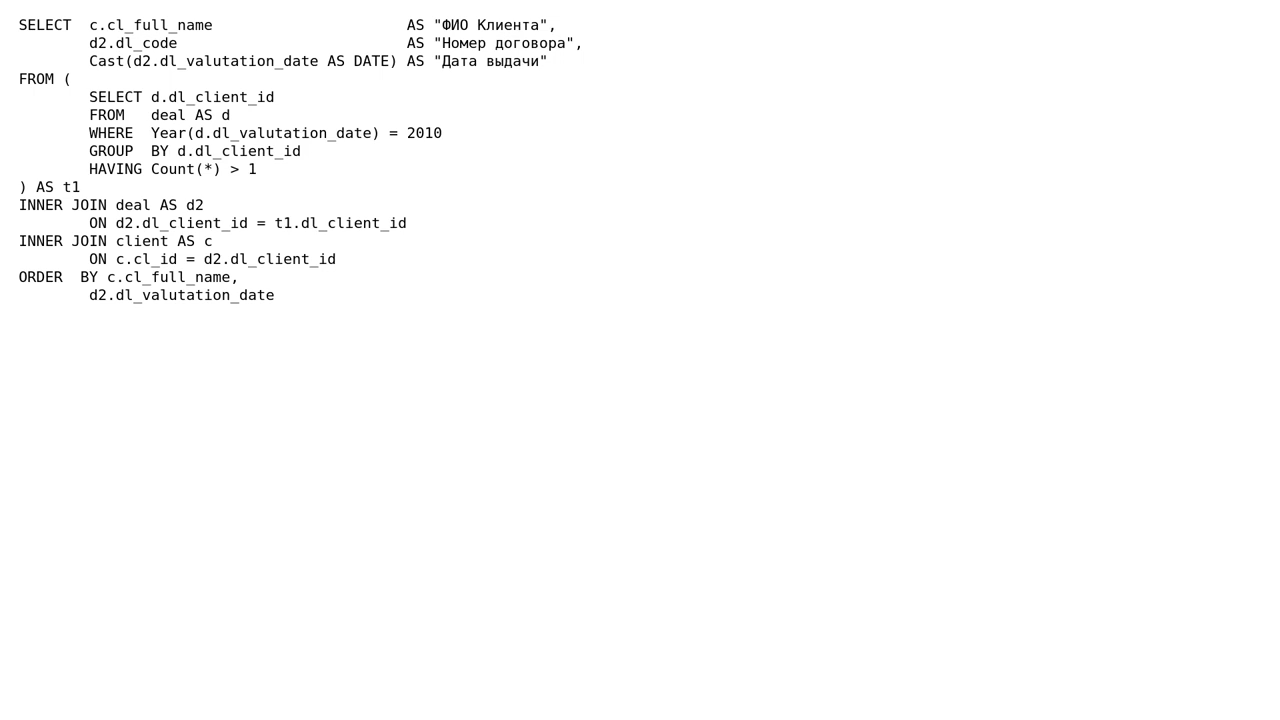 SELECT  c.cl_full_name                      AS "ФИО Клиента",
        d2.dl_code                          AS "Номер договора",
        Cast(d2.dl_valutation_date AS DATE) AS "Дата выдачи"
FROM (
        SELECT d.dl_client_id
        FROM   deal AS d
        WHERE  Year(d.dl_valutation_date) = 2010
        GROUP  BY d.dl_client_id
        HAVING Count(*) > 1
) AS t1
INNER JOIN deal AS d2
        ON d2.dl_client_id = t1.dl_client_id
INNER JOIN client AS c
        ON c.cl_id = d2.dl_client_id
ORDER  BY c.cl_full_name,
        d2.dl_valutation_date